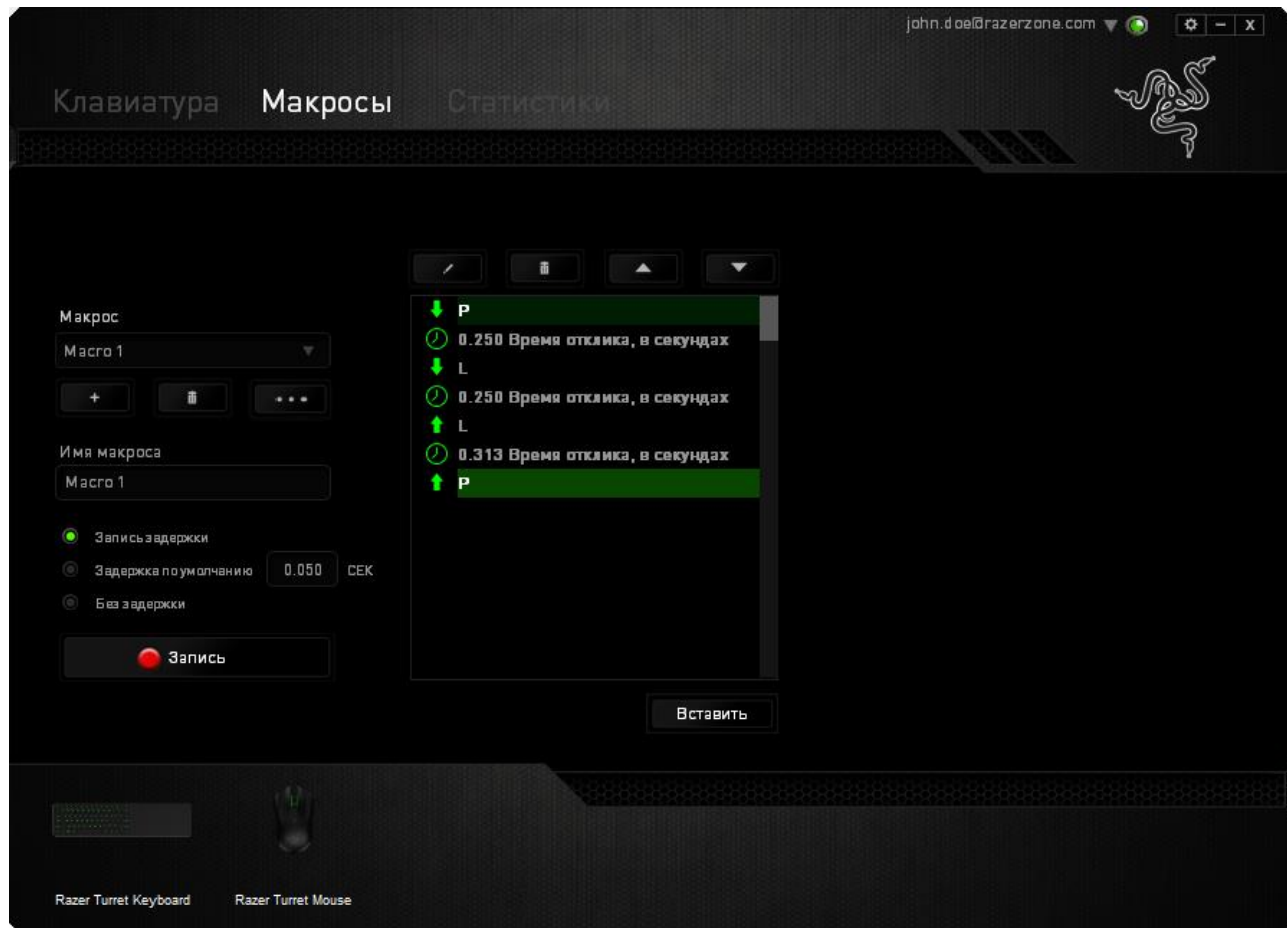 john.doe@razerzone.com
Клавиатура Макросы Статистики
Макрос
Macro 1
Имя макроса
Macro 1
Запись задержки
Задержка по умолчанию 0.050 СЕК
Без задержки
Запись
P
0.250 Время отклика, в секундах
L
0.250 Время отклика, в секундах
L
0.313 Время отклика, в секундах
P
Вставить
Razer Turret Keyboard Razer Turret Mouse